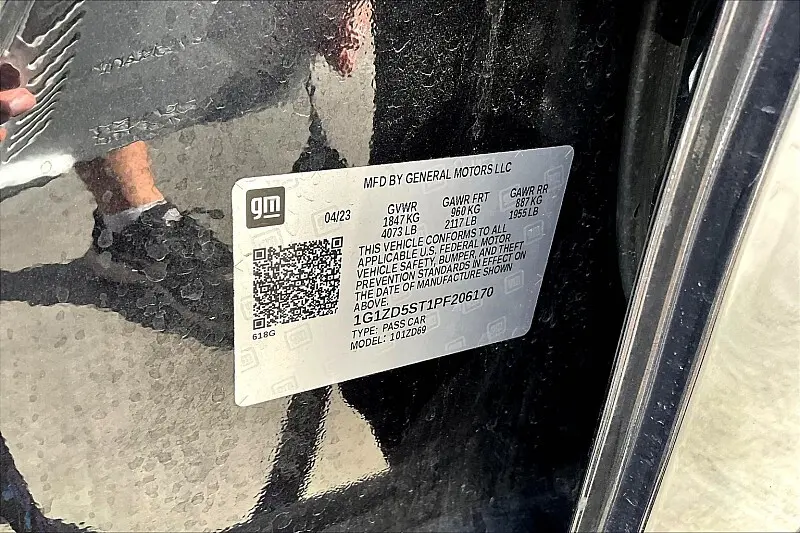 MFD BY GENERAL MOTORS LLC
gm
04/23
GVWR
1847 KG
4073 LB
GAWR FRT
960 KG
2117 LB
GAWR RR
887 KG
1955 LB
THIS VEHICLE CONFORMS TO ALL
APPLICABLE U.S. FEDERAL MOTOR
VEHICLE SAFETY, BUMPER, AND THEFT
PREVENTION STANDARDS IN EFFECT ON
THE DATE OF MANUFACTURE SHOWN
ABOVE.
1G1ZD5ST1PF206170
TYPE: PASS CAR
MODEL: 101ZD69
618G